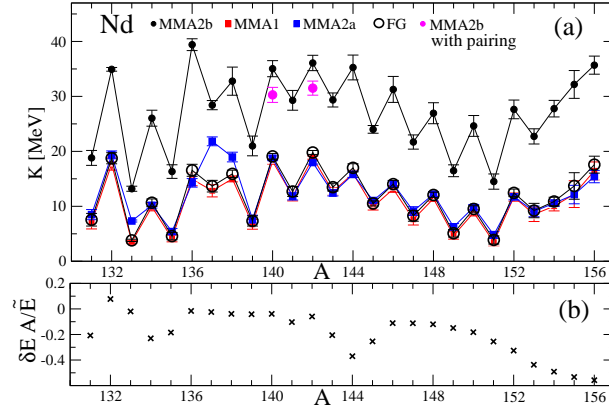 Nd MMA2b MMA1 MMA2a FG MMA2b
with pairing
(a)
K [MeV]
40
30
20
10
0
132 136 140 144 148 152 156
A
(b)
δE A/Ẽ
0.2
0
-0.2
-0.4
132 136 140 144 148 152 156
A